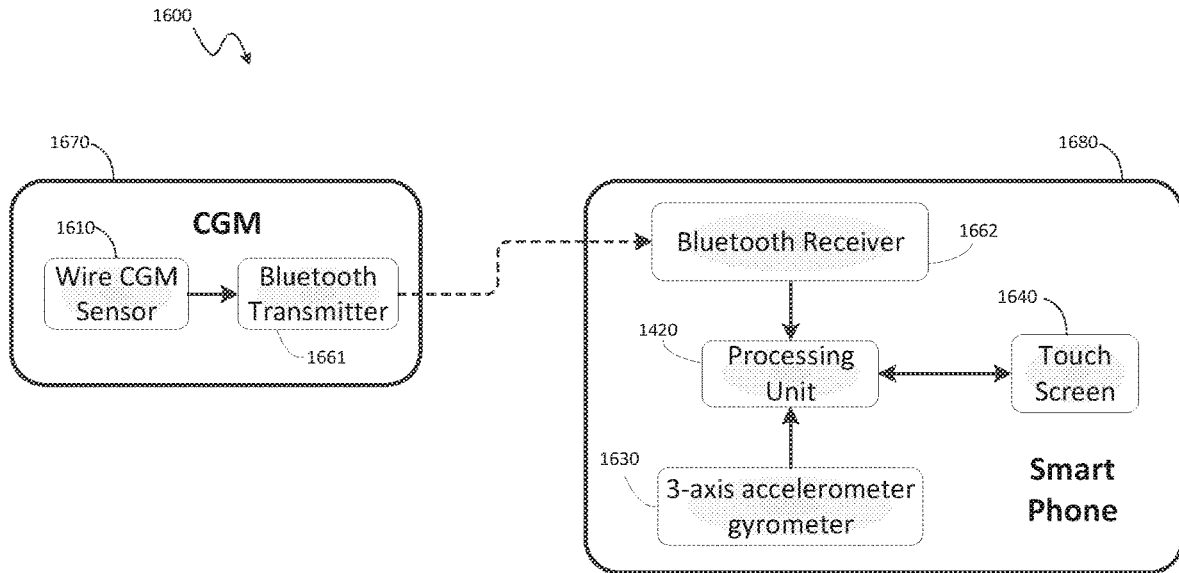 1600
1670
1680
CGM
1610
Wire CGM
Sensor
Bluetooth
Transmitter
1661
Bluetooth Receiver
1662
1420
Processing
Unit
1640
Touch
Screen
1630
3-axis accelerometer
gyrometer
Smart
Phone